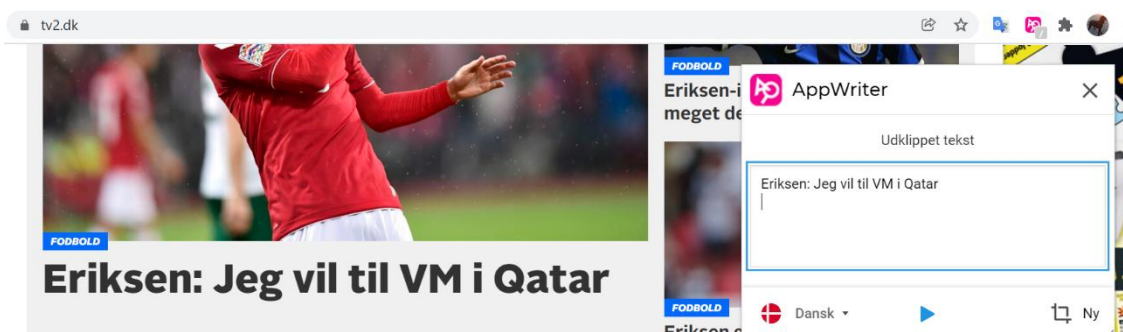 tv2.dk
FODBOLD
Eriksen: Jeg vil til VM i Qatar
FODBOLD
Eriksen-i
meget de
FODBOLD
Eriksen
AppWriter
Udklippet tekst
Eriksen: Jeg vil til VM i Qatar
Dansk
Ny